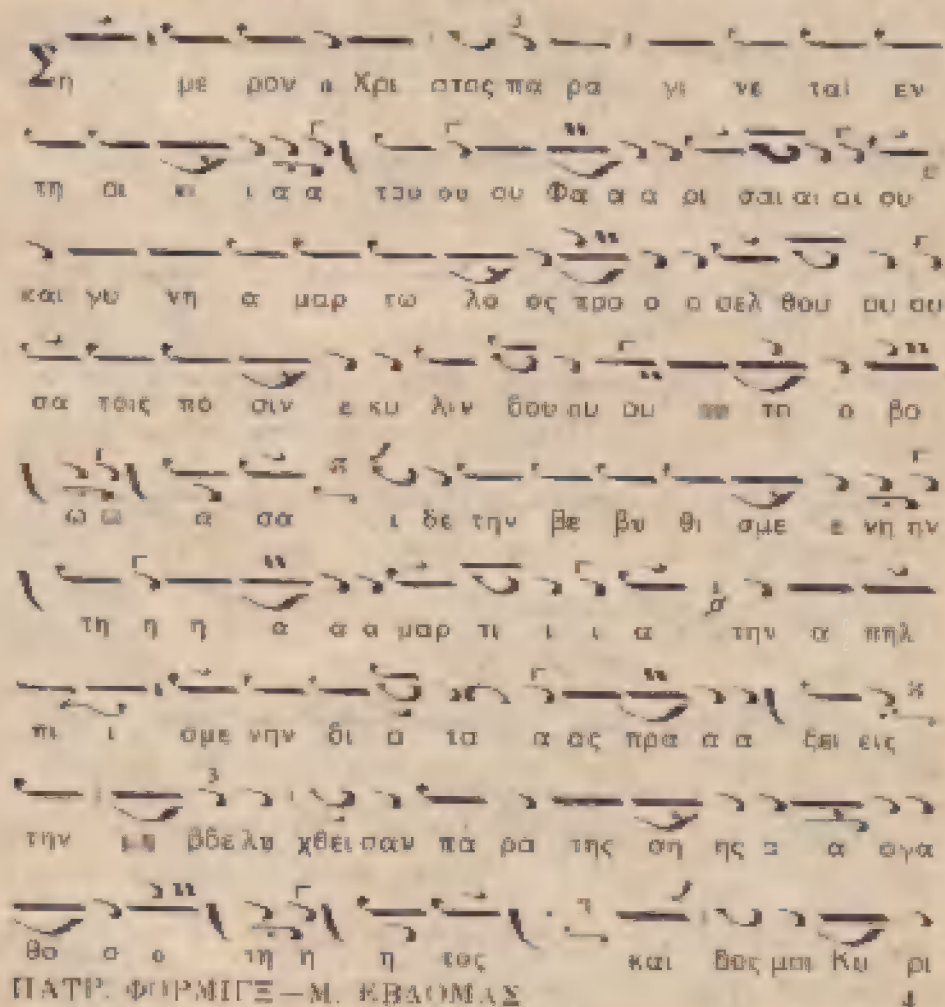 Ση με ρον ο Χρι στος πα ρα γι νε ται εν
τη οι κι ι α α του ου ου Φα α α ρι σαι αι αι ου
και γυ νη α μαρ τω λο ος προ ο ο σελ θου ου ου
σα τοις πο σιν ε κυ λιν δου ου ου το ο βο
ω ω α σα ι δε την βε βυ θι σμε ε νη ην
τη η η α α α μαρ τι ι ι α την α πηλ
πι ι σμε νην δι α τα α ας πρα α α ξει εις
την μη βδε λυ χθει σαν πα ρα της ση ης α α αγα
θο ο ο τη η η τος και δος μοι Κυ ρι
ΠΑΤΡ. ΦΟΡΜΙΓΞ—Μ. ΕΒΔΟΜΑΣ 4